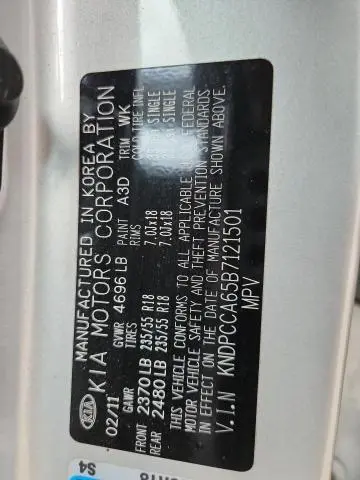 MANUFACTURED IN KOREA BY
KIA KIA MOTORS CORPORATION
02/11 GVWR 4696 LB PAINT A3D TRIM WK
GAWR TIRES RIMS COLD TIRE INFL
FRONT 2370 LB 235/55 R18 7.0Jx18 SINGLE
REAR 2480 LB 235/55 R18 7.0Jx18 SINGLE
THIS VEHICLE CONFORMS TO ALL APPLICABLE FEDERAL
MOTOR VEHICLE SAFETY AND THEFT PREVENTION STANDARDS
IN EFFECT ON THE DATE OF MANUFACTURE SHOWN ABOVE.
V.I.N KNDPCCA65B7121501
MPV
S4